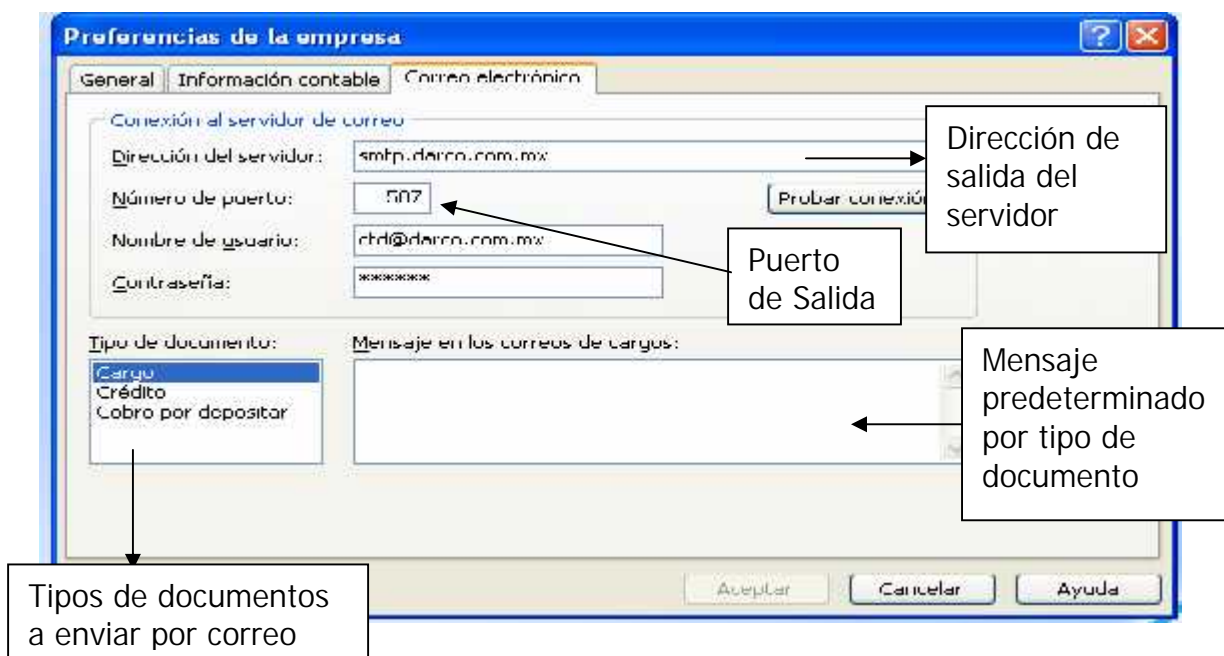 Preferencias de la empresa
General Información contable Correo electrónico
Conexión al servidor de correo
Dirección del servidor: smtp.darco.com.mx
Número de puerto: 587 Probar conexión
Nombre de usuario: ctd@darco.com.mx
Contraseña: ******
Tipo de documento: Mensaje en los correos de cargos:
Cargo
Crédito
Cobro por depositar
Dirección de
salida del
servidor
Puerto
de Salida
Mensaje
predeterminado
por tipo de
documento
Tipos de documentos
a enviar por correo
Aceptar Cancelar Ayuda